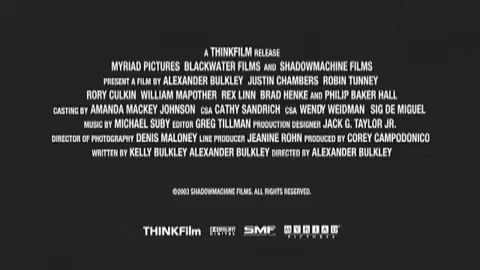 A THINKFILM RELEASE
MYRIAD PICTURES BLACKWATER FILMS AND SHADOWMACHINE FILMS
PRESENT A FILM BY ALEXANDER BULKLEY JUSTIN CHAMBERS ROBIN TUNNEY
RORY CULKIN WILLIAM MAPOTHER REX LINN BRAD HENKE AND PHILIP BAKER HALL
CASTING BY AMANDA MACKEY JOHNSON CSA CATHY SANDRICH CSA WENDY WEIDMAN SIG DE MIGUEL
MUSIC BY MICHAEL SUBY EDITOR GREG TILLMAN PRODUCTION DESIGNER JACK G. TAYLOR JR.
DIRECTOR OF PHOTOGRAPHY DENIS MALONEY LINE PRODUCER JEANINE ROHN PRODUCED BY COREY CAMPODONICO
WRITTEN BY KELLY BULKLEY ALEXANDER BULKLEY DIRECTED BY ALEXANDER BULKLEY
©2003 SHADOWMACHINE FILMS. ALL RIGHTS RESERVED.
THINKFilm DOLBY DIGITAL SMF MYRIAD PICTURES